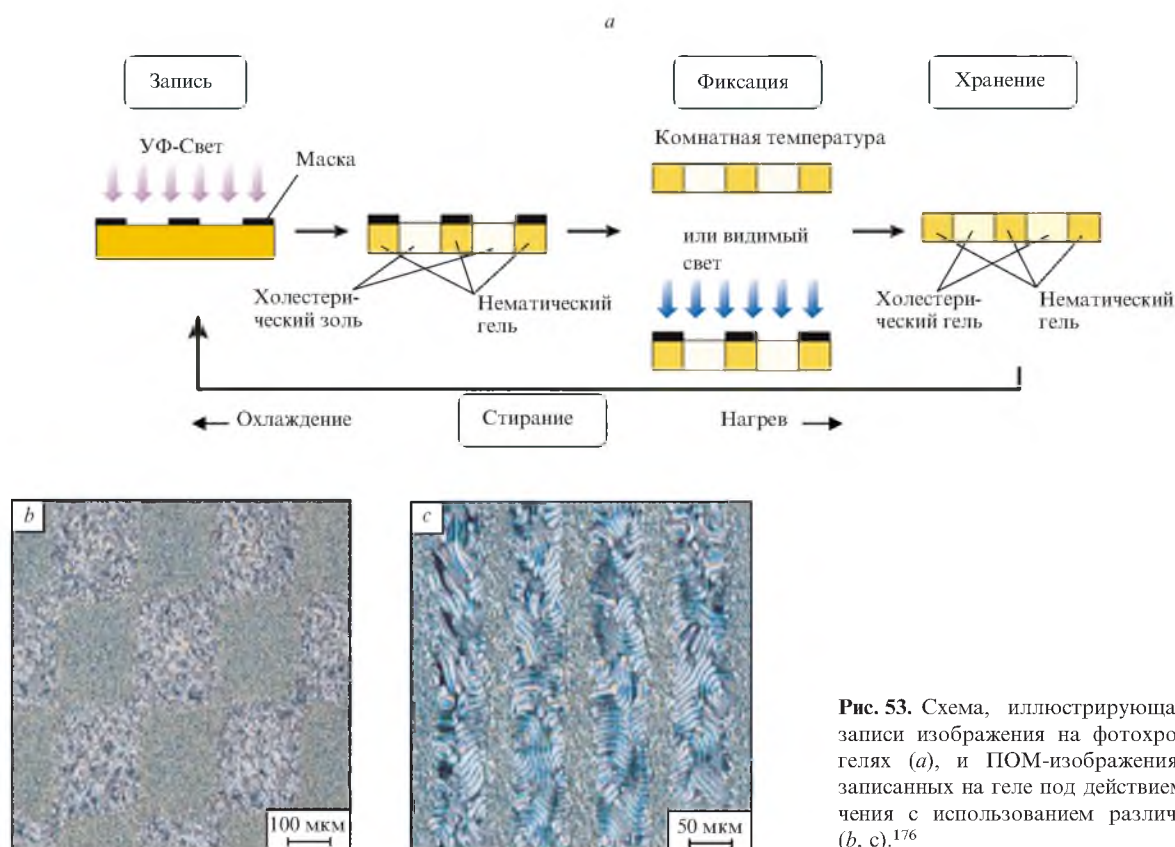 a
Запись
Фиксация
Хранение
УФ-Свет
Маска
Комнатная температура
или видимый
свет
Холестери-
ческий золь
Нематический
гель
Холестери-
ческий гель
Нематический
гель
Охлаждение
Стирание
Нагрев
b
100 мкм
c
50 мкм
Рис. 53. Схема, иллюстрирующа
записи изображения на фотохро
гелях (a), и ПОМ-изображения
записанных на геле под действием
чения с использованием различ
(b, c).176